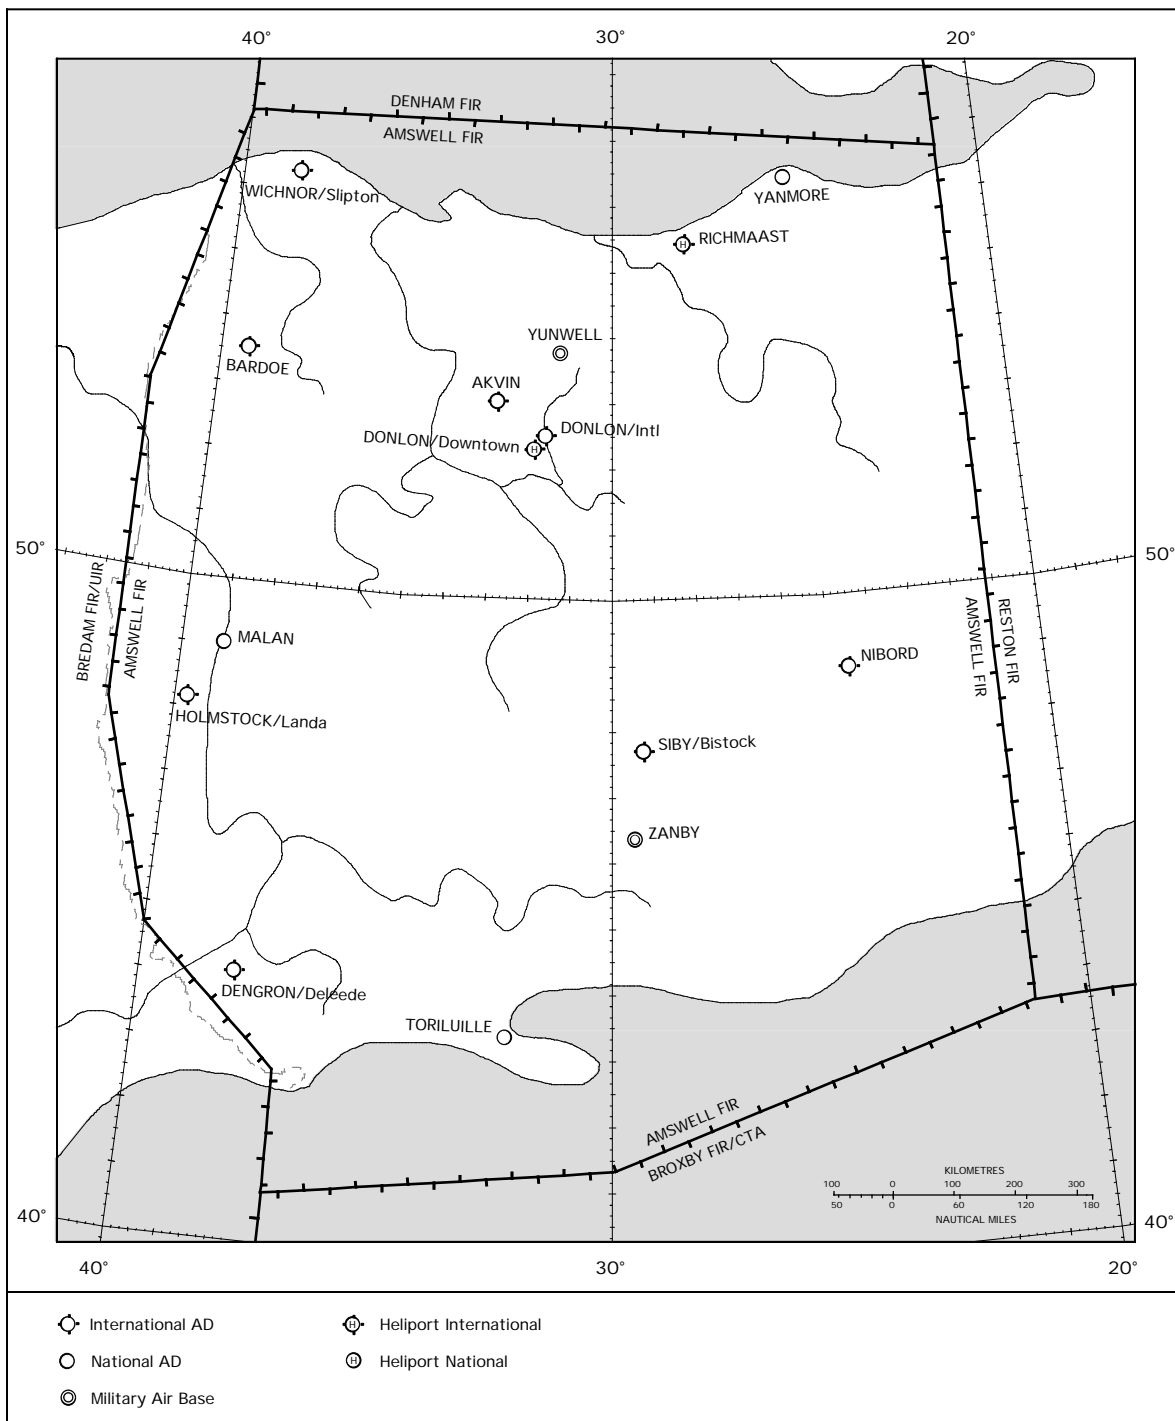 40°
30°
20°
DENHAM FIR
AMSWELL FIR
WICHNOR/Slipton
YANMORE
RICHMAAST
YUNWELL
BARDOE
AKVIN
DONLON/Intl
DONLON/Downtown
50°
50°
BREDAM FIR/UIR
AMSWELL FIR
MALAN
RESTON FIR
AMSWELL FIR
NIBORD
HOLMSTOCK/Landa
SIBY/Bistock
ZANBY
DENGRON/Deleede
TORILUILLE
AMSWELL FIR
BROXBY FIR/CTA
KILOMETRES
100 0 100 200 300
50 0 60 120 180
NAUTICAL MILES
40°
40°
40°
30°
20°
International AD
H Heliport International
National AD
H Heliport National
Military Air Base